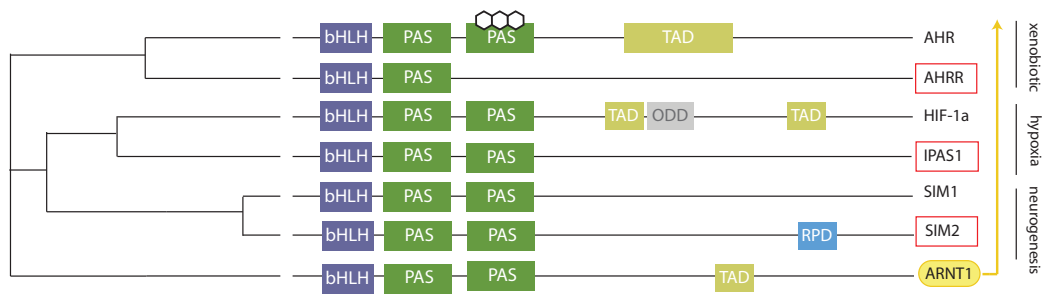 bHLH PAS PAS TAD AHR
bHLH PAS AHRR
xenobiotic
bHLH PAS PAS TAD ODD TAD HIF-1a
bHLH PAS PAS IPAS1
hypoxia
bHLH PAS PAS SIM1
bHLH PAS PAS RPD SIM2
neurogenesis
bHLH PAS PAS TAD ARNT1